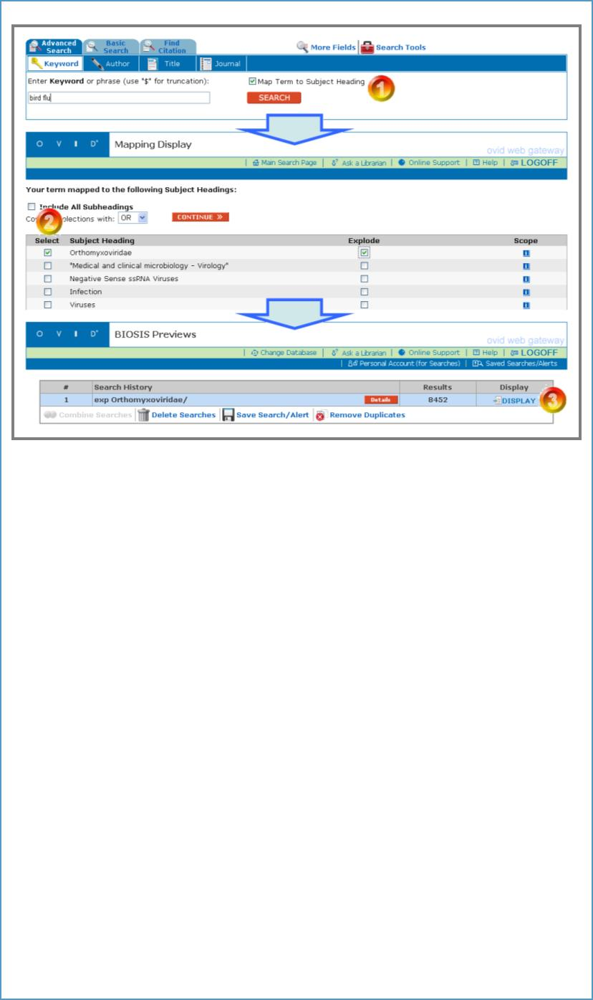 Advanced Search
Basic Search
Find Citation
More Fields
Search Tools
Keyword
Author
Title
Journal
Enter Keyword or phrase (use "$" for truncation):
Map Term to Subject Heading
1
bird flu
SEARCH
O V I D
Mapping Display
ovid web gateway
| Main Search Page | Ask a Librarian | Online Support | Help | LOGOFF
Your term mapped to the following Subject Headings:
Include All Subheadings
2
lections with: OR
CONTINUE »
Select Subject Heading Explode Scope
Orthomyxoviridae
"Medical and clinical microbiology - Virology"
Negative Sense ssRNA Viruses
Infection
Viruses
O V I D
BIOSIS Previews
ovid web gateway
| Change Database | Ask a Librarian | Online Support | Help | LOGOFF
| Personal Account (for Searches) | Saved Searches/Alerts
# Search History Results Display
1 exp Orthomyxoviridae/ Details 8452 DISPLAY
3
Combine Searches | Delete Searches | Save Search/Alert | Remove Duplicates